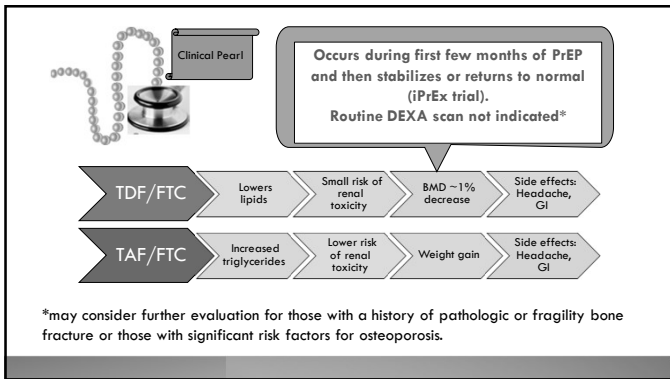 Clinical Pearl
Occurs during first few months of PrEP
and then stabilizes or returns to normal
(iPrEx trial).
Routine DEXA scan not indicated*
TDF/FTC
Lowers
lipids
Small risk of
renal
toxicity
BMD ~1%
decrease
Side effects:
Headache,
GI
TAF/FTC
Increased
triglycerides
Lower risk
of renal
toxicity
Weight gain
Side effects:
Headache,
GI
*may consider further evaluation for those with a history of pathologic or fragility bone
fracture or those with significant risk factors for osteoporosis.